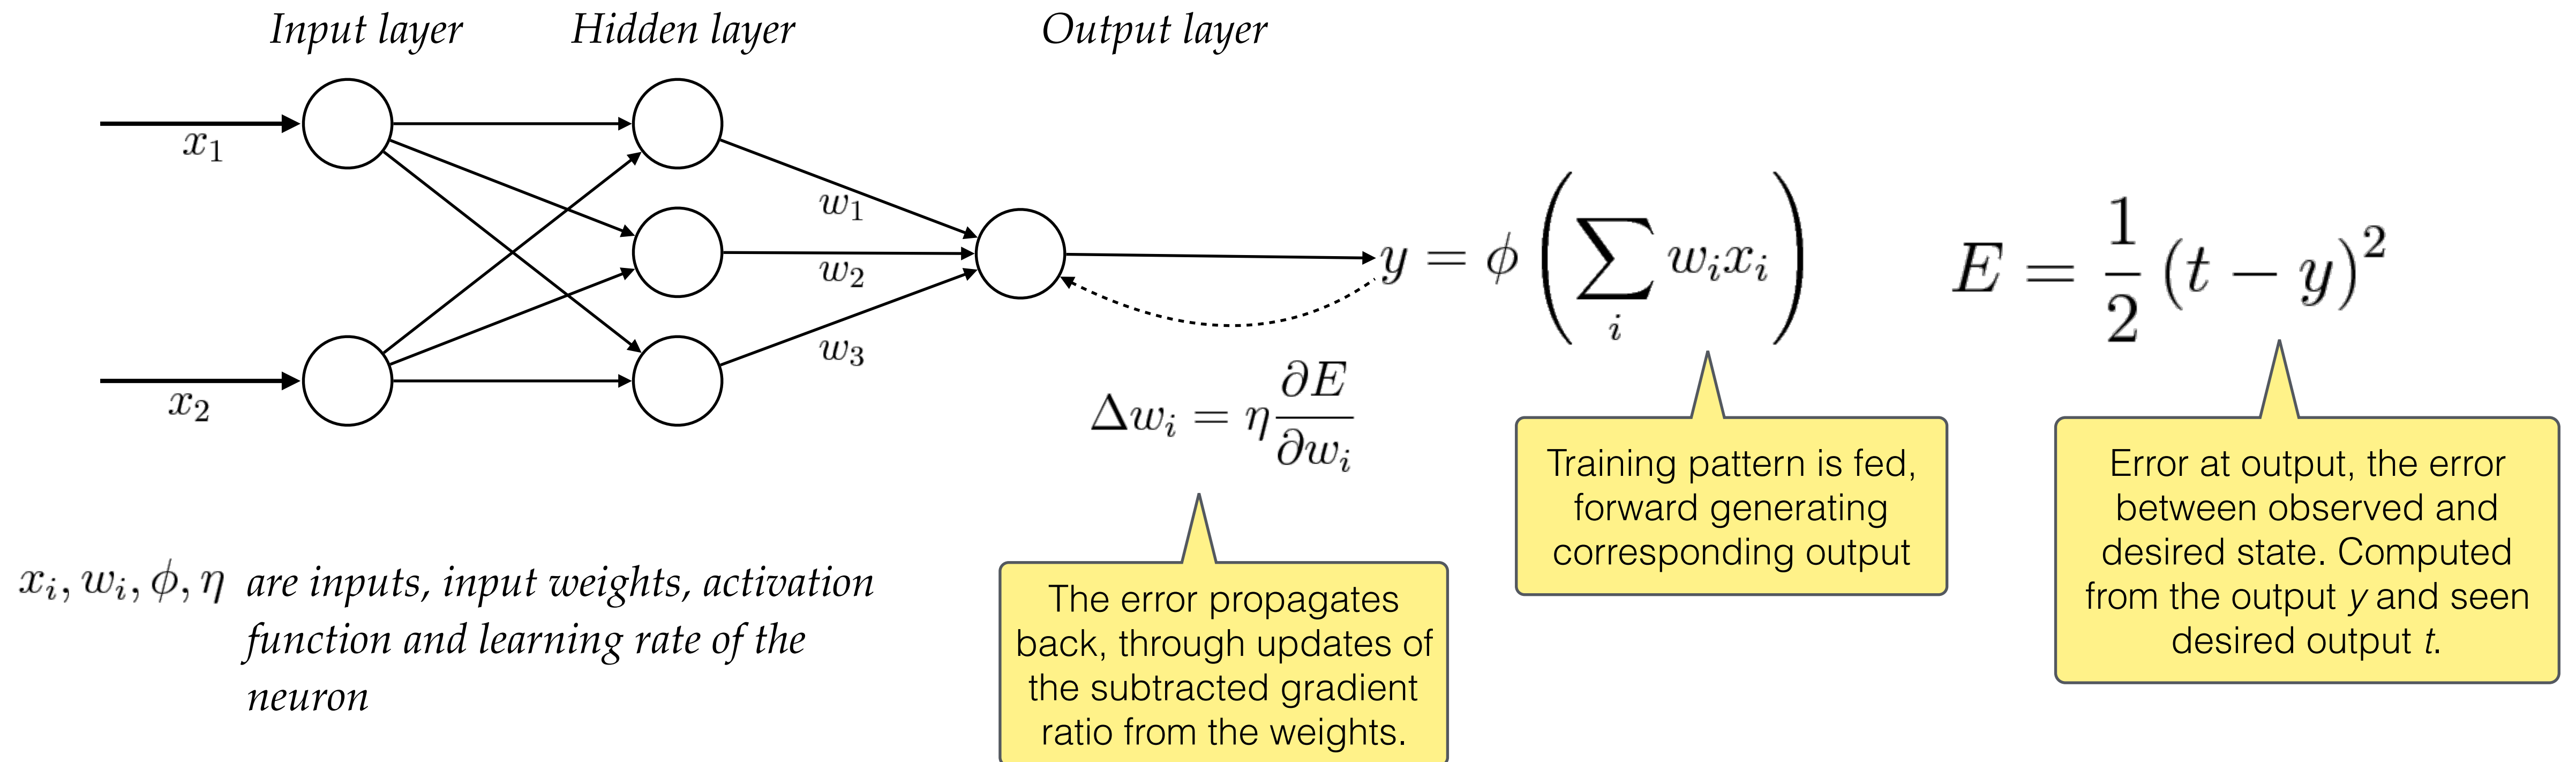 Input layer
Hidden layer
Output layer
x₁
x₂
w₁
w₂
w₃
y = ϕ(∑ᵢ wᵢxᵢ)
E = 1/2 (t − y)²
Δwᵢ = η ∂E/∂wᵢ
Training pattern is fed,
forward generating
corresponding output
Error at output, the error
between observed and
desired state. Computed
from the output y and seen
desired output t.
The error propagates
back, through updates of
the subtracted gradient
ratio from the weights.
xᵢ, wᵢ, ϕ, η are inputs, input weights, activation
function and learning rate of the
neuron